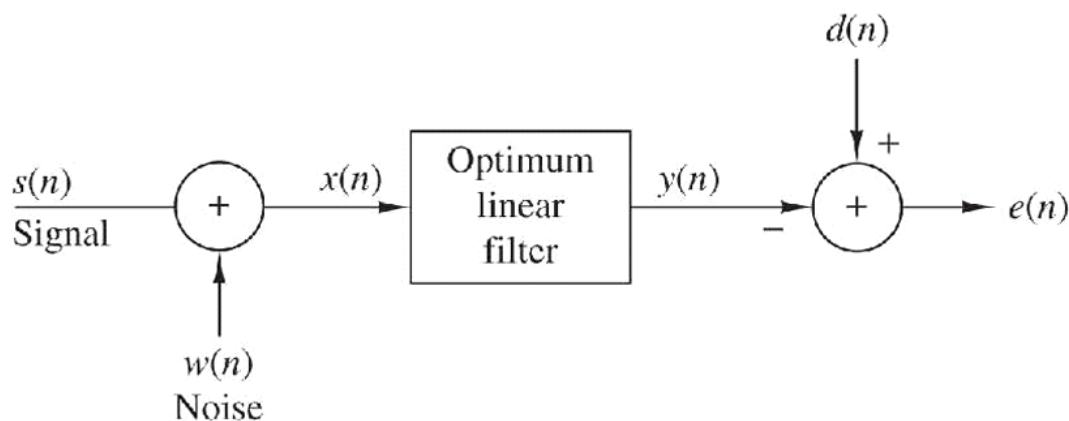 d(n)
s(n)
Signal
+
x(n)
Optimum
linear
filter
y(n)
+
−
+
e(n)
w(n)
Noise